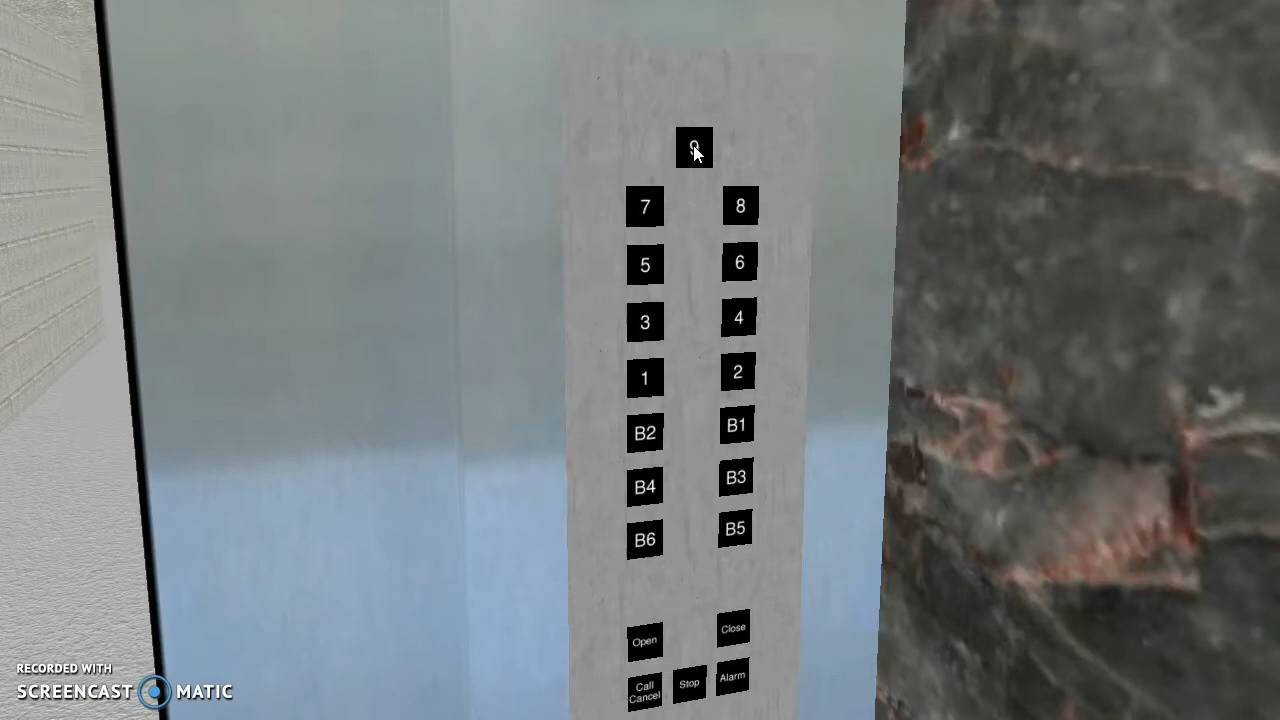 9
7 8
5 6
3 4
1 2
B2 B1
B4 B3
B6 B5
Open Close
Call Cancel Stop Alarm
RECORDED WITH
SCREENCAST MATIC